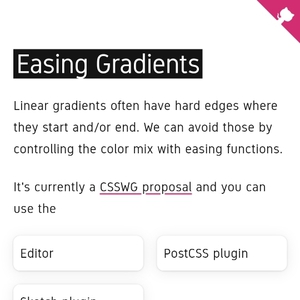 Easing Gradients
Linear gradients often have hard edges where
they start and/or end. We can avoid those by
controlling the color mix with easing functions.
It's currently a CSSWG proposal and you can
use the
Editor
PostCSS plugin
Sketch plugin